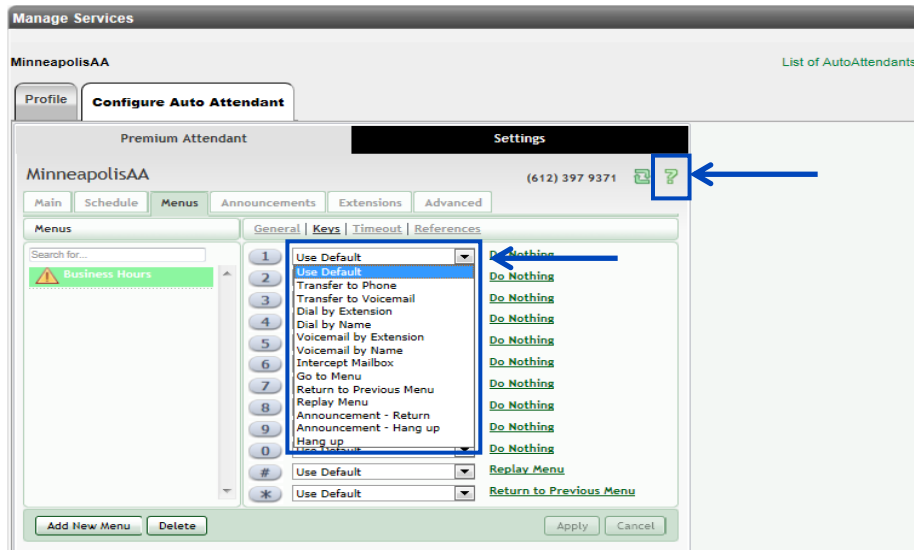 Manage Services
MinneapolisAA
List of AutoAttendants
Profile
Configure Auto Attendant
Premium Attendant
Settings
MinneapolisAA
(612) 397 9371
?
Main
Schedule
Menus
Announcements
Extensions
Advanced
Menus
General | Keys | Timeout | References
Search for...
Business Hours
1 Use Default Do Nothing
Use Default
Transfer to Phone
Transfer to Voicemail
Dial by Extension
Dial by Name
Voicemail by Extension
Voicemail by Name
Intercept Mailbox
Go to Menu
Return to Previous Menu
Replay Menu
Announcement - Return
Announcement - Hang up
Hang up
2 Do Nothing
3 Do Nothing
4 Do Nothing
5 Do Nothing
6 Do Nothing
7 Do Nothing
8 Do Nothing
9 Do Nothing
0 Use Default Do Nothing
# Use Default Replay Menu
* Use Default Return to Previous Menu
Add New Menu
Delete
Apply
Cancel